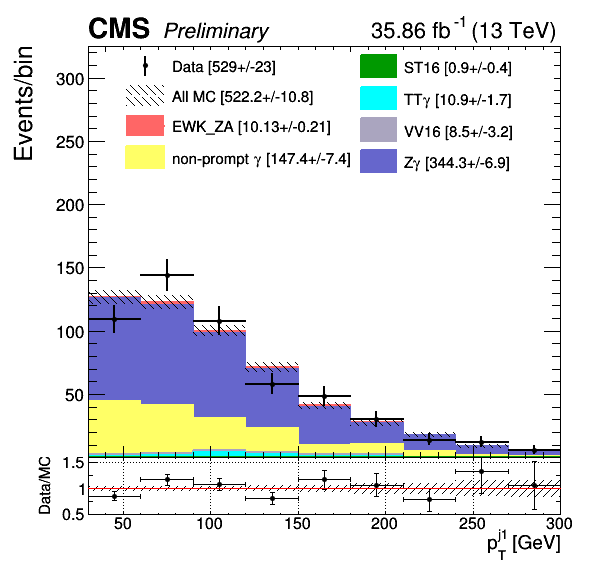 CMS Preliminary 35.86 fb⁻¹ (13 TeV)
Events/bin
Data [529+/-23]
All MC [522.2+/-10.8]
EWK_ZA [10.13+/-0.21]
non-prompt γ [147.4+/-7.4]
ST16 [0.9+/-0.4]
TTγ [10.9+/-1.7]
VV16 [8.5+/-3.2]
Zγ [344.3+/-6.9]
300
250
200
150
100
50
Data/MC
1.5
1
0.5
50 100 150 200 250 300
p_T^{j1} [GeV]